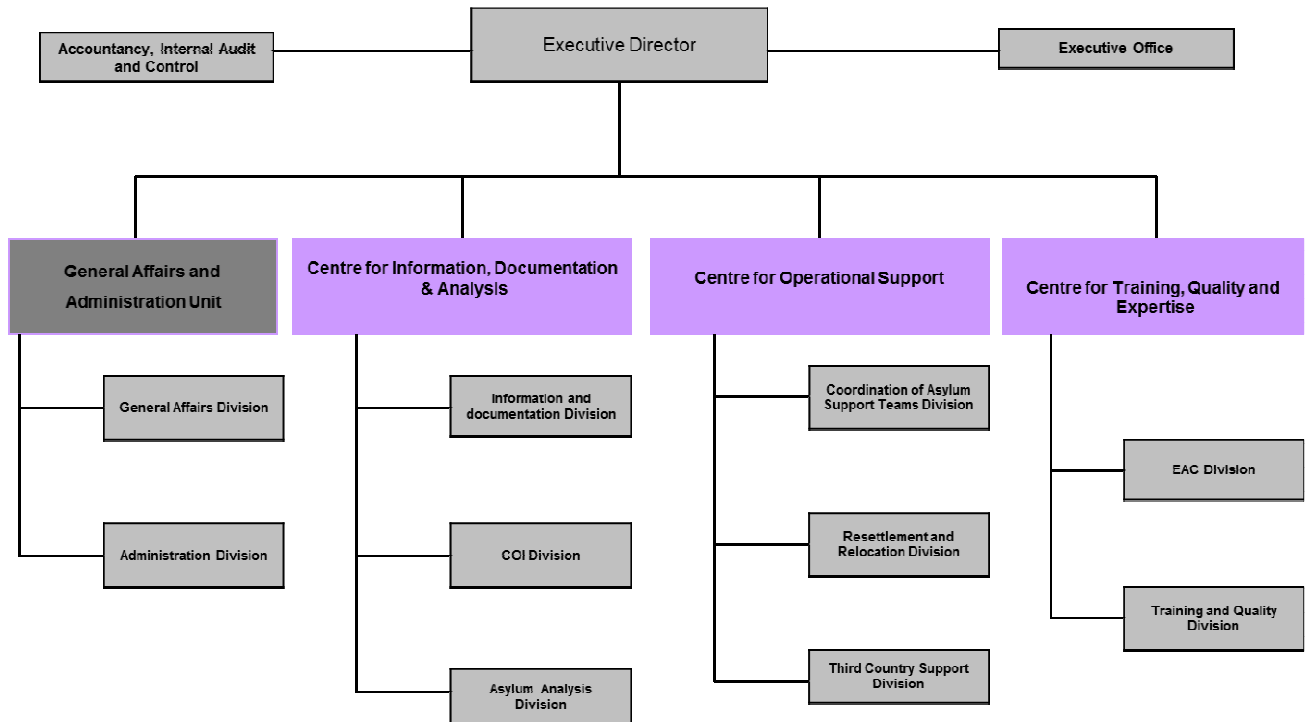 Executive Director
Accountancy, Internal Audit
and Control
Executive Office
General Affairs and
Administration Unit
Centre for Information, Documentation
& Analysis
Centre for Operational Support
Centre for Training, Quality and
Expertise
General Affairs Division
Administration Division
Information and
documentation Division
COI Division
Asylum Analysis
Division
Coordination of Asylum
Support Teams Division
Resettlement and
Relocation Division
Third Country Support
Division
EAC Division
Training and Quality
Division